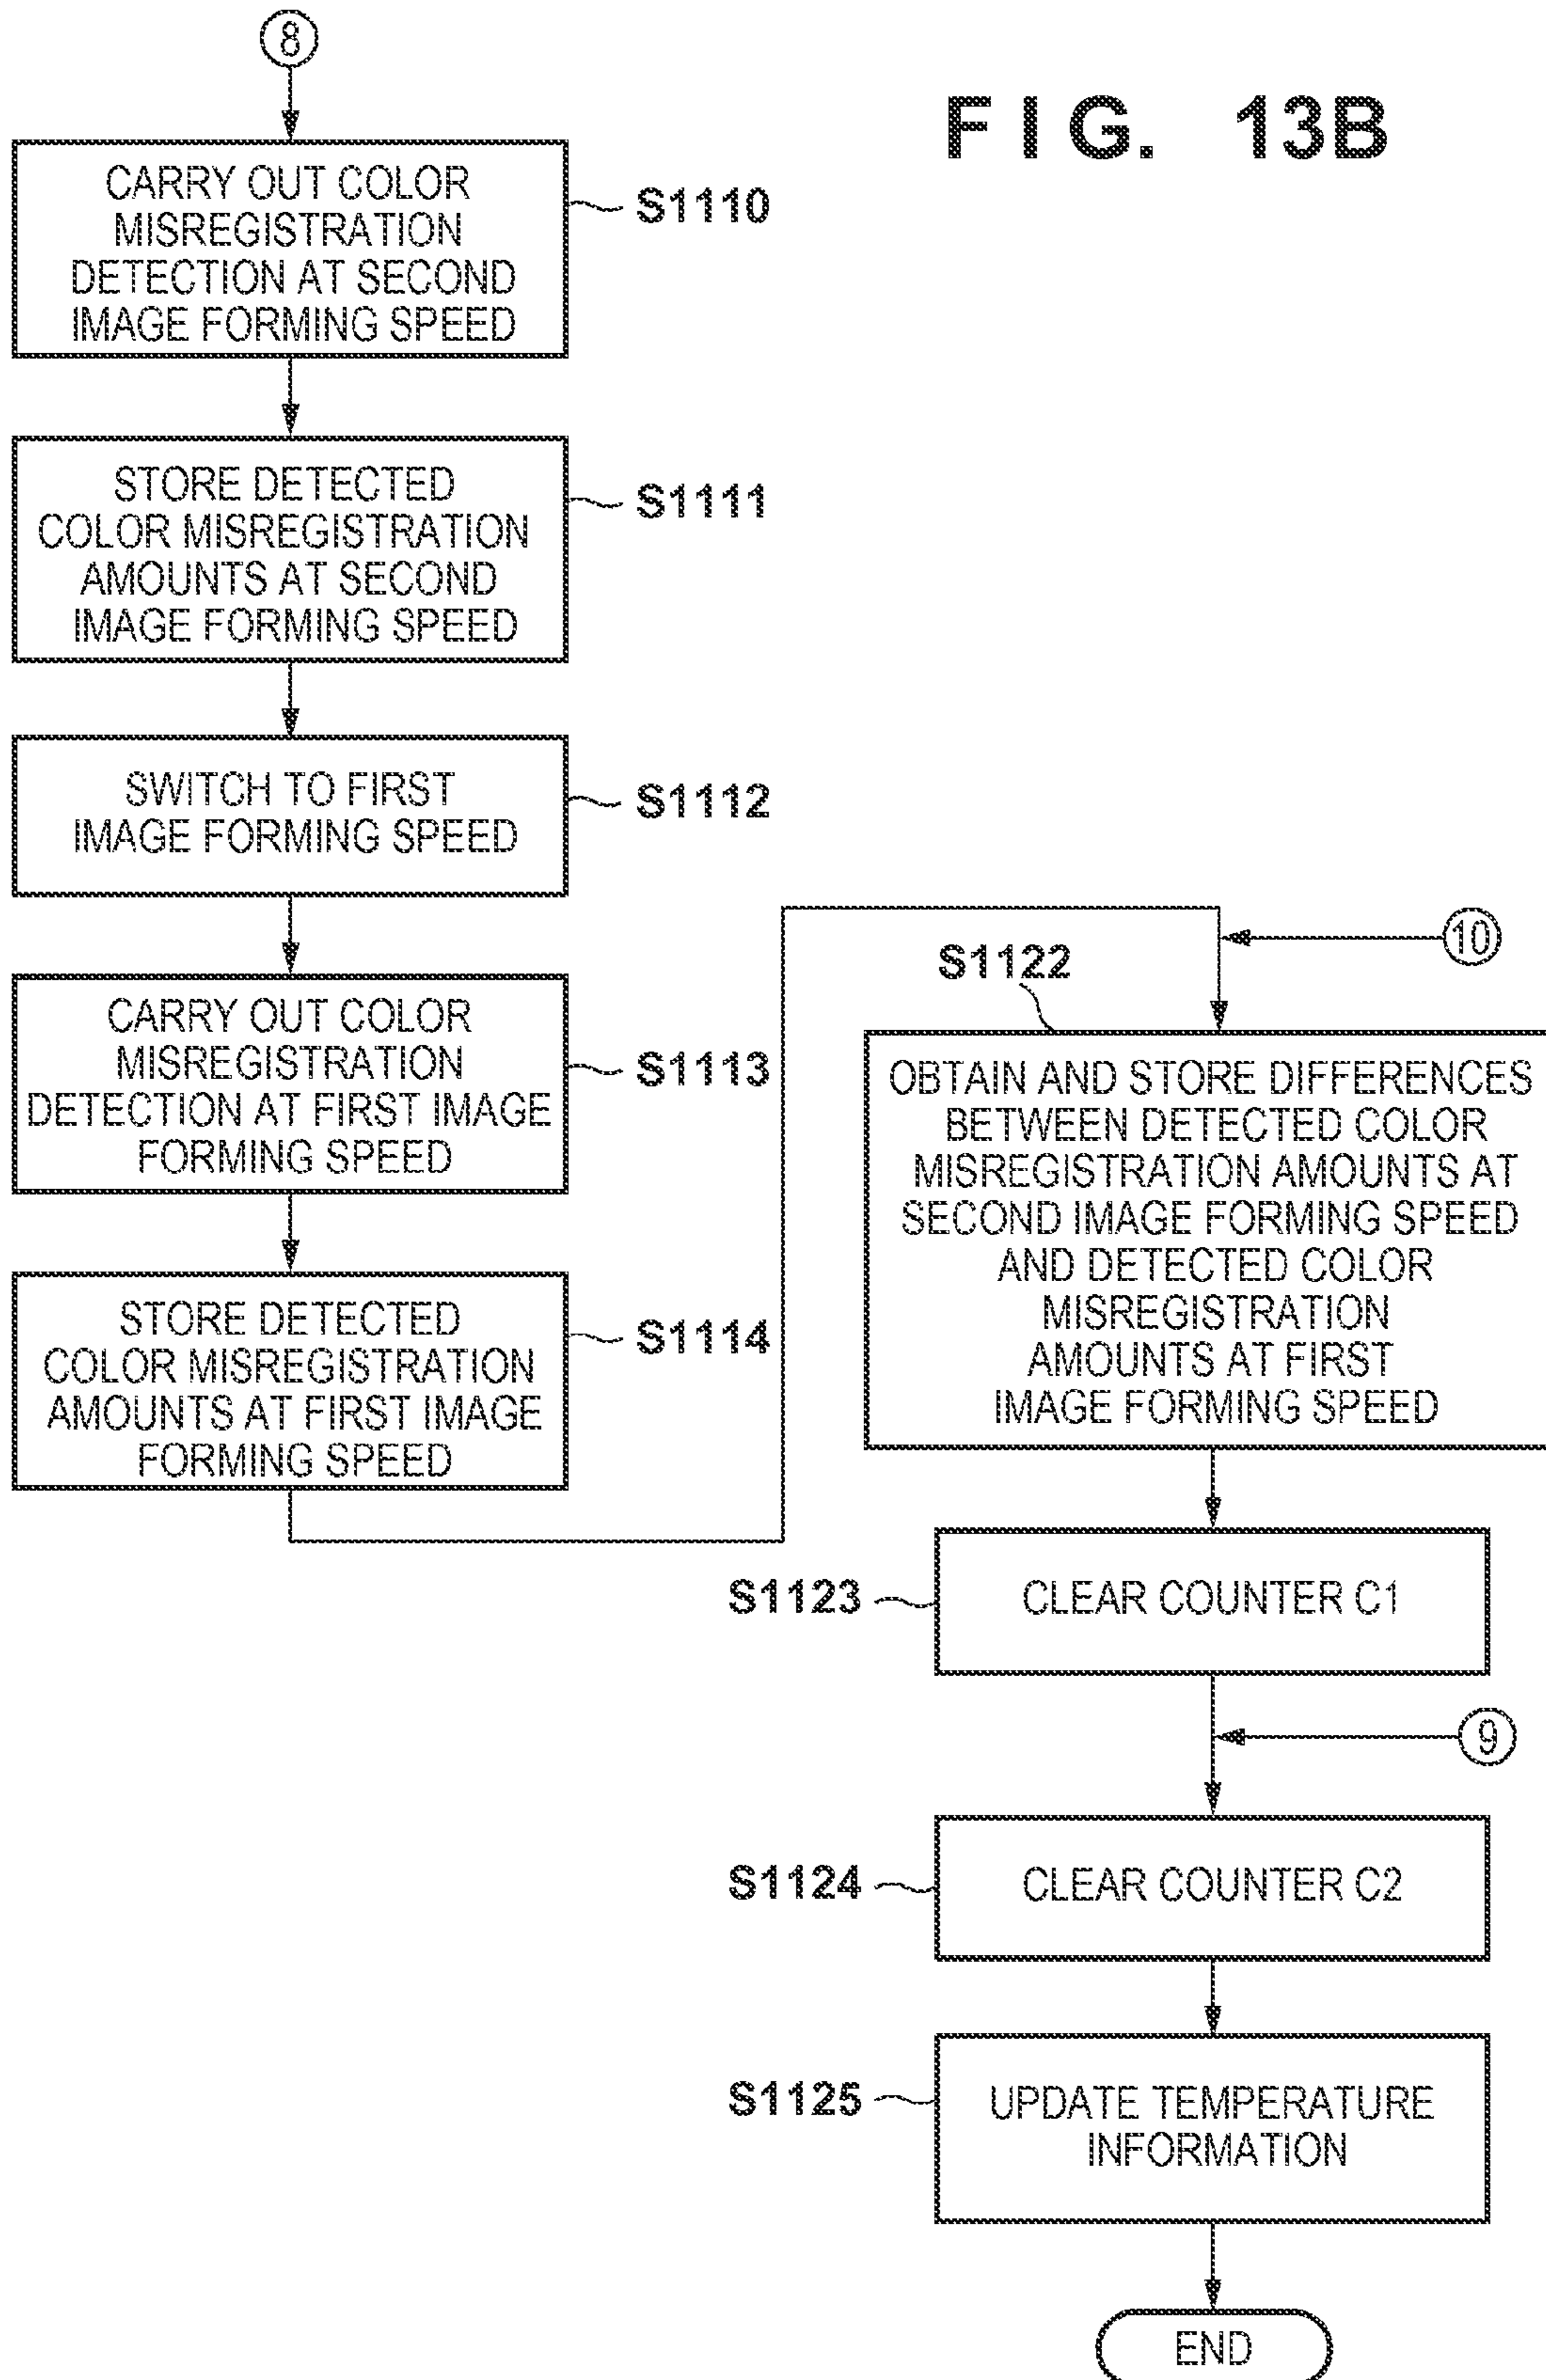 8
FIG. 13B
CARRY OUT COLOR
MISREGISTRATION
DETECTION AT SECOND
IMAGE FORMING SPEED
S1110
STORE DETECTED
COLOR MISREGISTRATION
AMOUNTS AT SECOND
IMAGE FORMING SPEED
S1111
SWITCH TO FIRST
IMAGE FORMING SPEED
S1112
CARRY OUT COLOR
MISREGISTRATION
DETECTION AT FIRST IMAGE
FORMING SPEED
S1113
STORE DETECTED
COLOR MISREGISTRATION
AMOUNTS AT FIRST IMAGE
FORMING SPEED
S1114
10
S1122
OBTAIN AND STORE DIFFERENCES
BETWEEN DETECTED COLOR
MISREGISTRATION AMOUNTS AT
SECOND IMAGE FORMING SPEED
AND DETECTED COLOR
MISREGISTRATION
AMOUNTS AT FIRST
IMAGE FORMING SPEED
S1123
CLEAR COUNTER C1
9
S1124
CLEAR COUNTER C2
S1125
UPDATE TEMPERATURE
INFORMATION
END